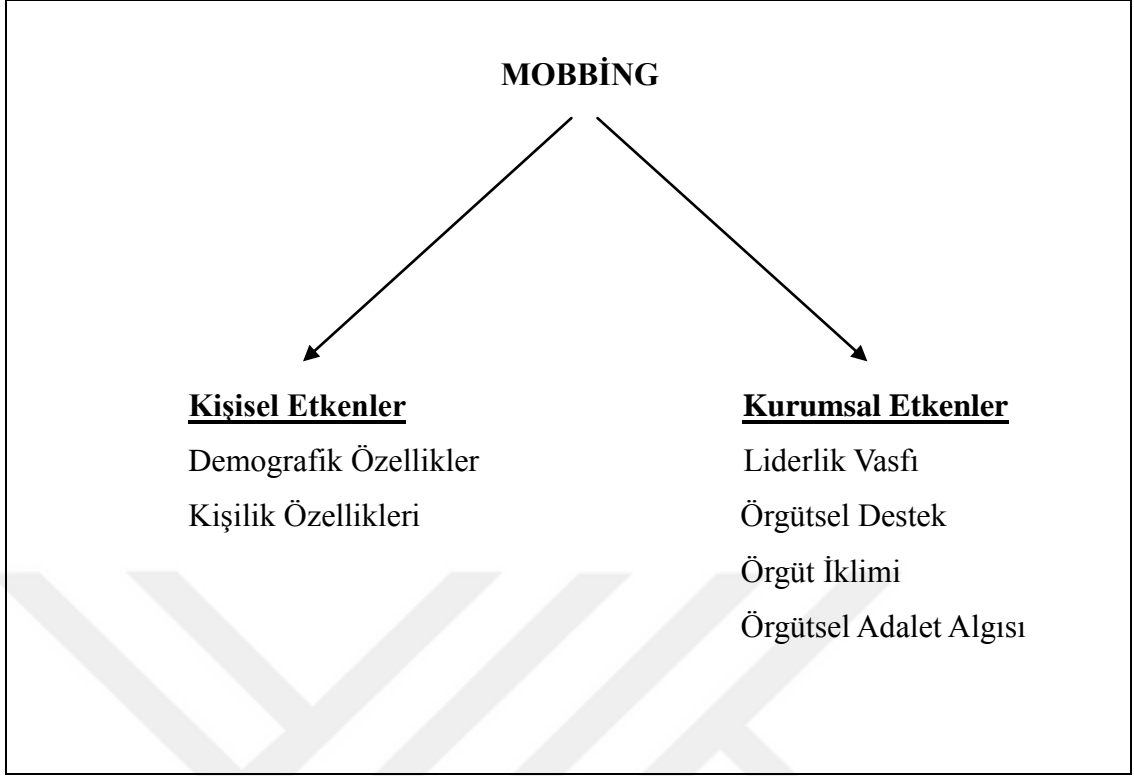 MOBBİNG
Kişisel Etkenler
Demografik Özellikler
Kişilik Özellikleri
Kurumsal Etkenler
Liderlik Vasfı
Örgütsel Destek
Örgüt İklimi
Örgütsel Adalet Algısı